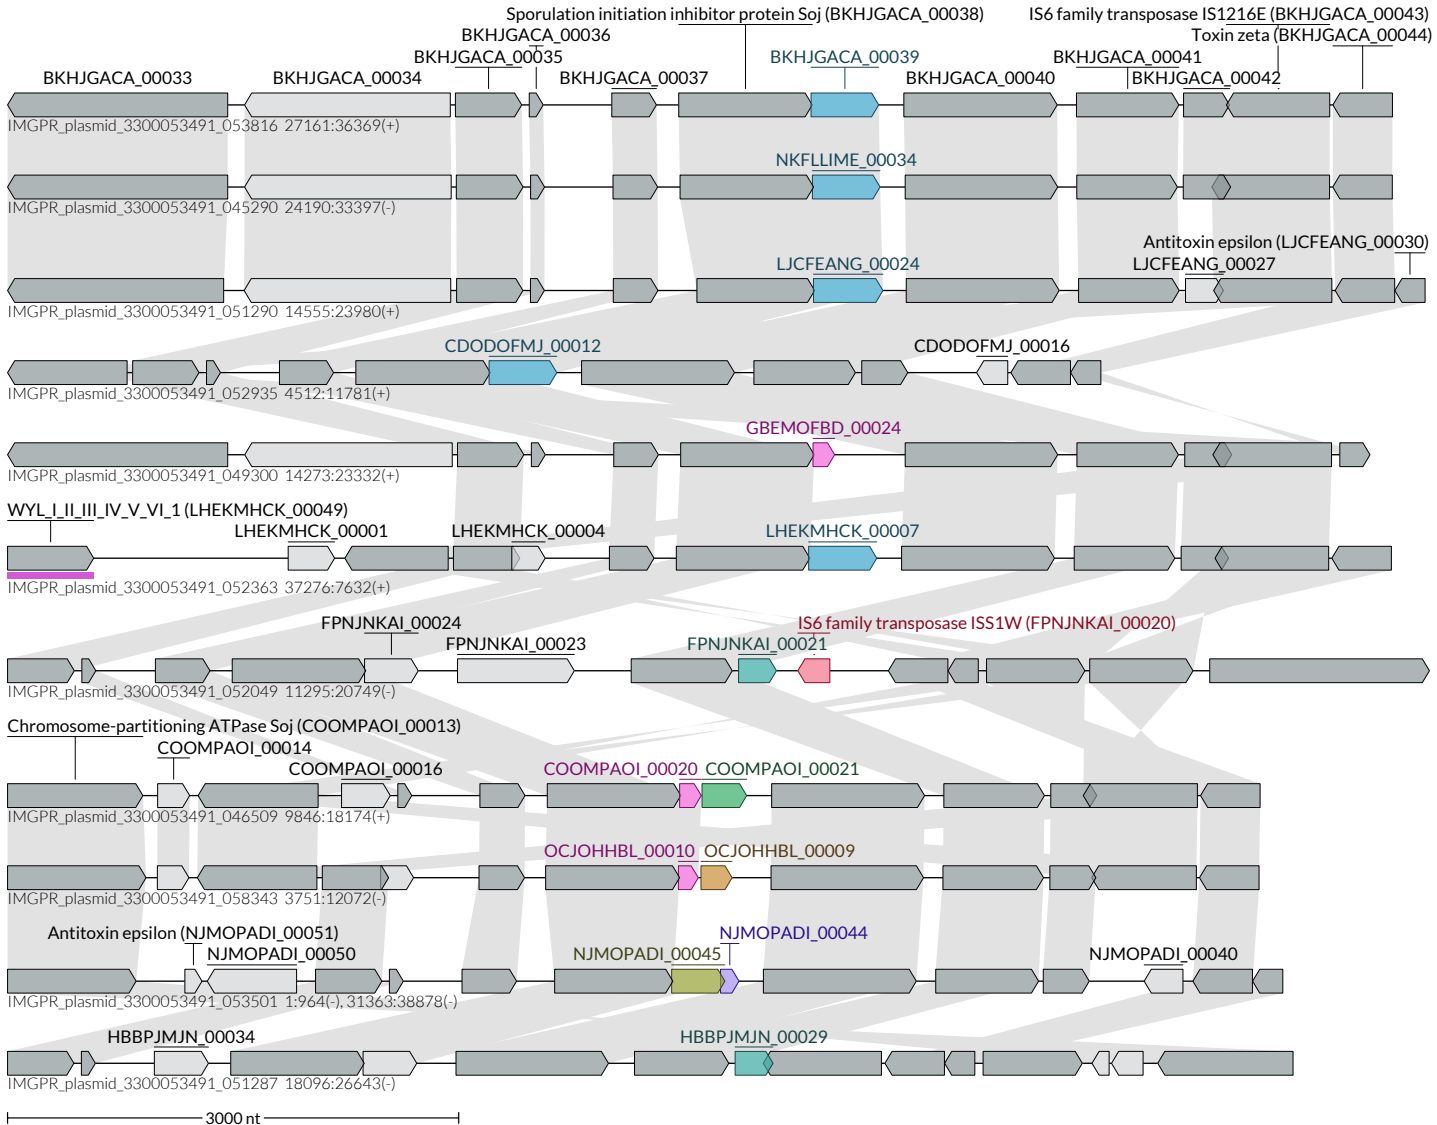 Sporulation initiation inhibitor protein Soj (BKHJGACA_00038)
IS6 family transposase IS1216E (BKHJGACA_00043)
BKHJGACA_00036
Toxin zeta (BKHJGACA_00044)
BKHJGACA_00035
BKHJGACA_00039
BKHJGACA_00041
BKHJGACA_00033
BKHJGACA_00034
BKHJGACA_00037
BKHJGACA_00040
BKHJGACA_00042
IMGPR_plasmid_3300053491_053816 27161:36369(+)
NKFLLIME_00034
IMGPR_plasmid_3300053491_045290 24190:33397(-)
Antitoxin epsilon (LJCFEANG_00030)
LJCFEANG_00024
LJCFEANG_00027
IMGPR_plasmid_3300053491_051290 14555:23980(+)
CDODOFMJ_00012
CDODOFMJ_00016
IMGPR_plasmid_3300053491_052935 4512:11781(+)
GBEMOFBD_00024
IMGPR_plasmid_3300053491_049300 14273:23332(+)
WYL_I_II_III_IV_V_VI_1 (LHEKMHCK_00049)
LHEKMHCK_00001
LHEKMHCK_00004
LHEKMHCK_00007
IMGPR_plasmid_3300053491_052363 37276:7632(+)
FPNJNKAI_00024
IS6 family transposase ISS1W (FPNJNKAI_00020)
FPNJNKAI_00023
FPNJNKAI_00021
IMGPR_plasmid_3300053491_052049 11295:20749(-)
Chromosome-partitioning ATPase Soj (COOMPAOI_00013)
COOMPAOI_00014
COOMPAOI_00016
COOMPAOI_00020
COOMPAOI_00021
IMGPR_plasmid_3300053491_046509 9846:18174(+)
OCJOHHBL_00010
OCJOHHBL_00009
IMGPR_plasmid_3300053491_058343 3751:12072(-)
Antitoxin epsilon (NJMOPADI_00051)
NJMOPADI_00044
NJMOPADI_00050
NJMOPADI_00045
NJMOPADI_00040
IMGPR_plasmid_3300053491_053501 1:964(-), 31363:38878(-)
HBBPJMJN_00034
HBBPJMJN_00029
IMGPR_plasmid_3300053491_051287 18096:26643(-)
3000 nt